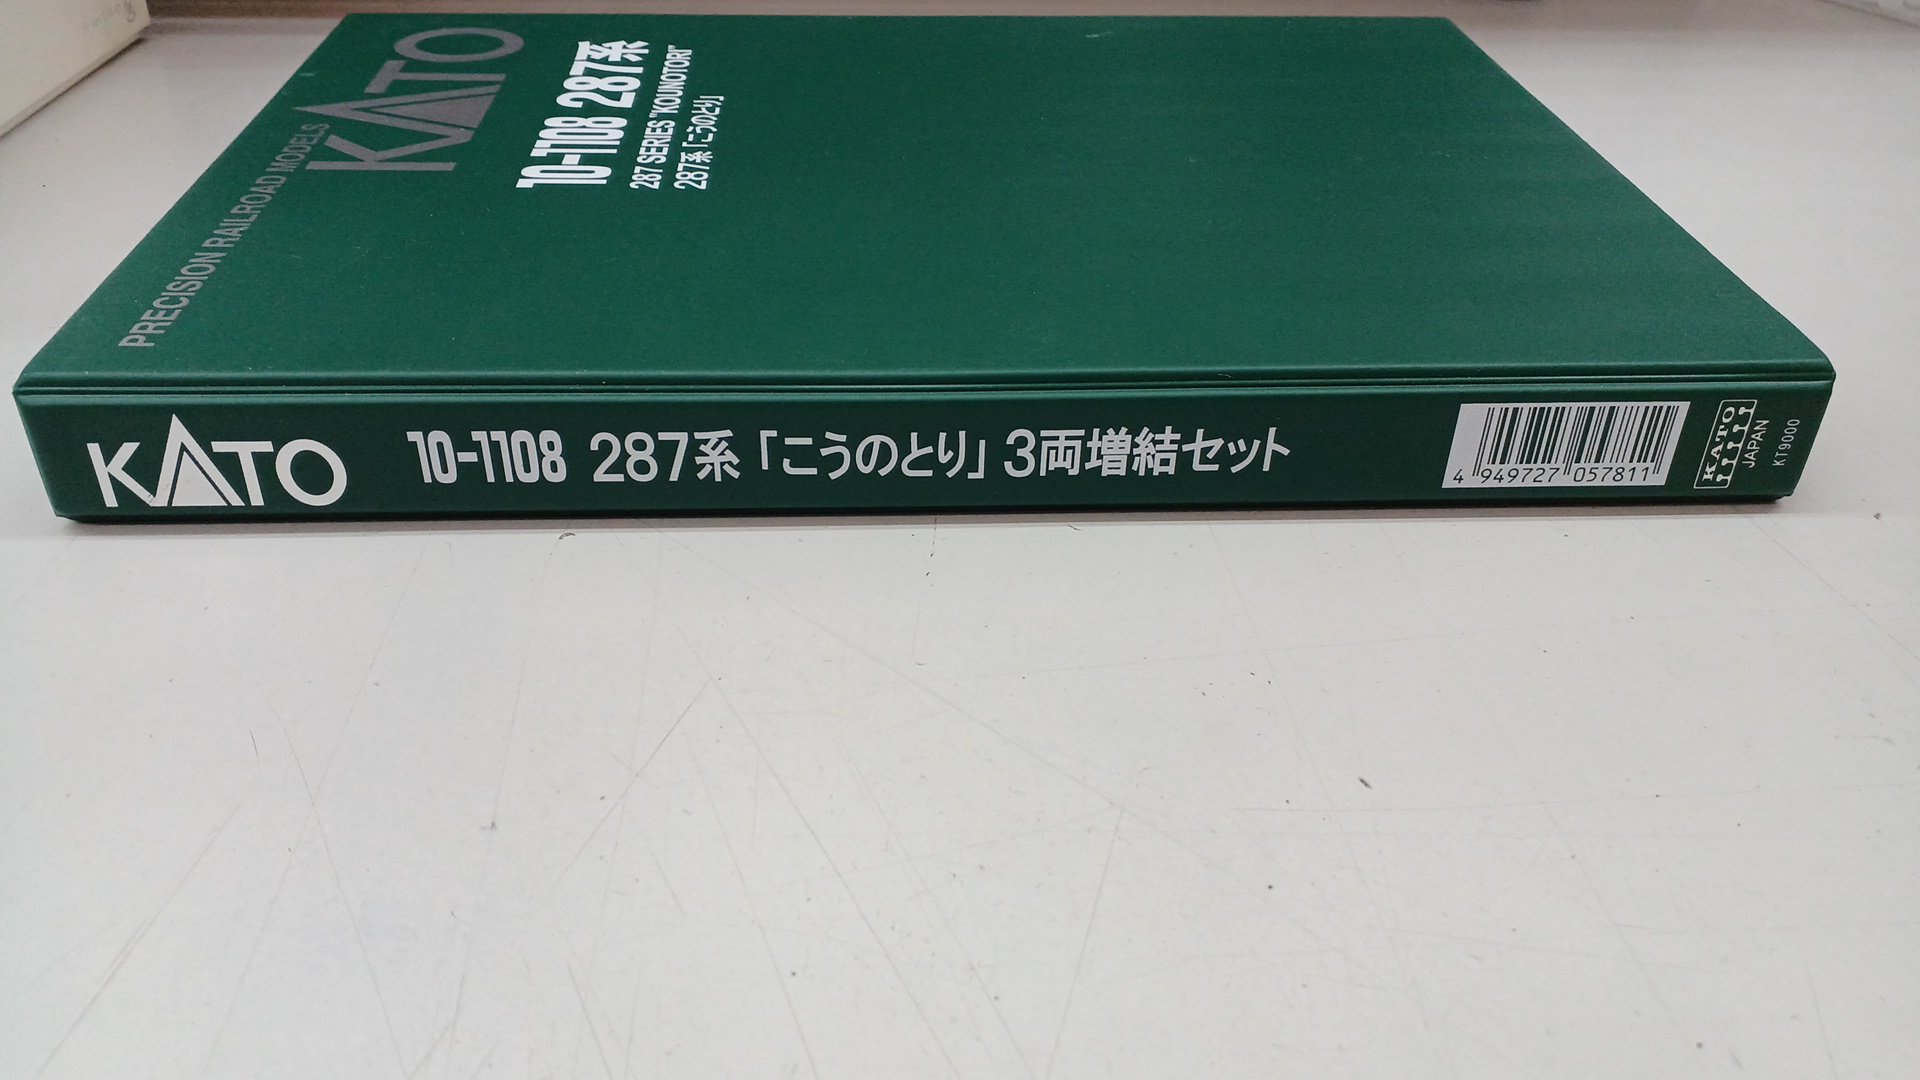 KATO
PRECISION RAILROAD MODELS
10-1108 287系
287 SERIES "KOUNOTORI"
287系「こうのとり」
KATO
10-1108 287系「こうのとり」3両増結セット
4 949727 057811
KATO
JAPAN
KT9000